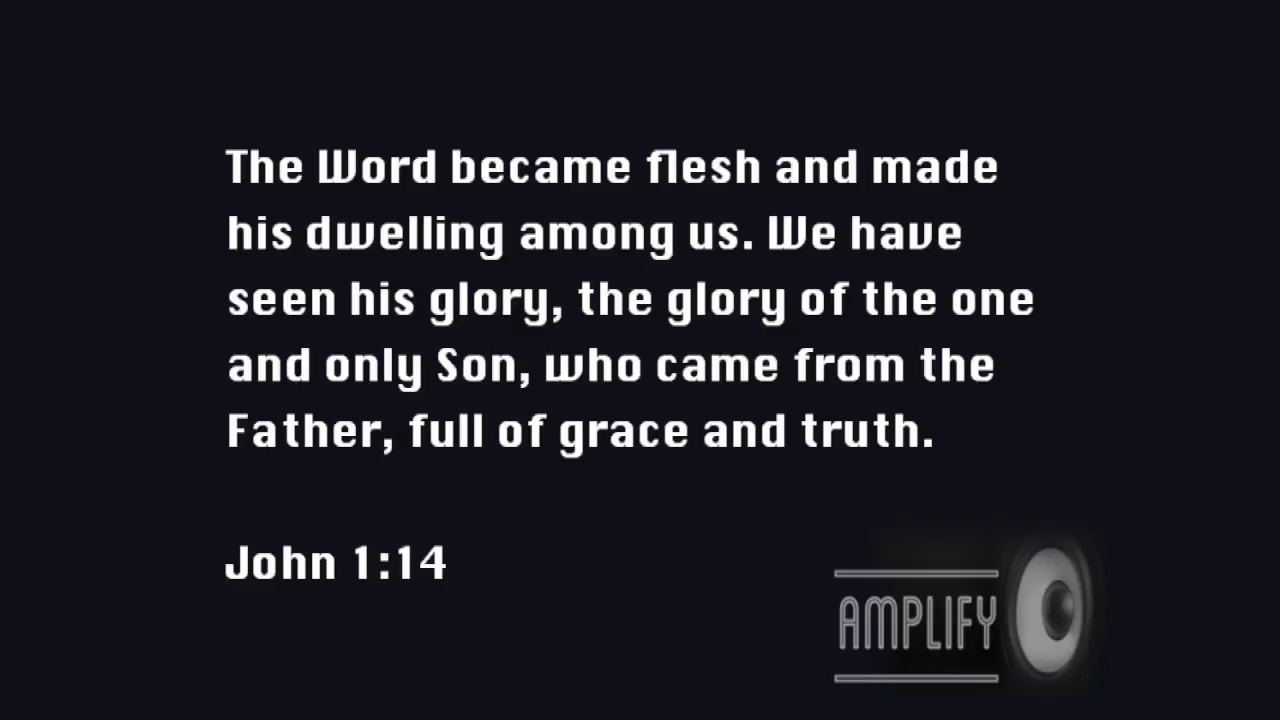 The Word became flesh and made
his dwelling among us. We have
seen his glory, the glory of the one
and only Son, who came from the
Father, full of grace and truth.
John 1:14
AMPLIFY